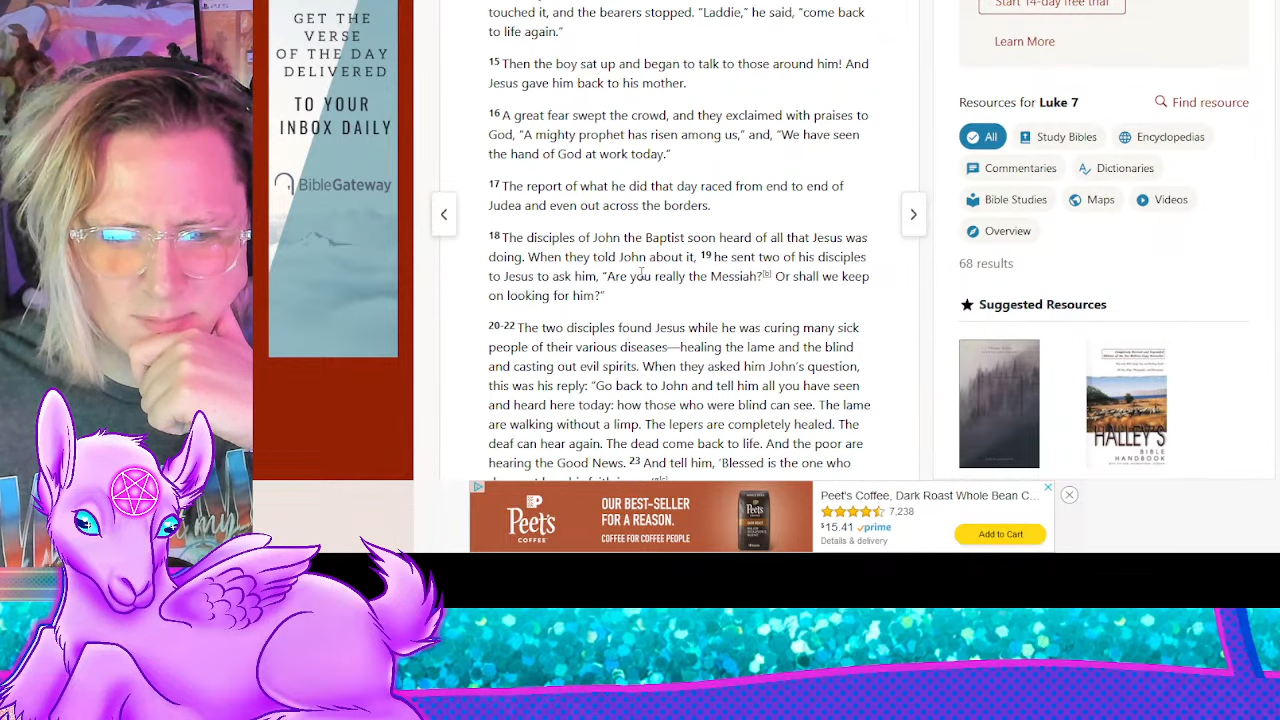 GET THE
VERSE
OF THE DAY
DELIVERED
TO YOUR
INBOX DAILY
BibleGateway
touched it, and the bearers stopped. “Laddie,” he said, “come back
to life again.”
15 Then the boy sat up and began to talk to those around him! And
Jesus gave him back to his mother.
16 A great fear swept the crowd, and they exclaimed with praises to
God, “A mighty prophet has risen among us,” and, “We have seen
the hand of God at work today.”
17 The report of what he did that day raced from end to end of
Judea and even out across the borders.
18 The disciples of John the Baptist soon heard of all that Jesus was
doing. When they told John about it, 19 he sent two of his disciples
to Jesus to ask him, “Are you really the Messiah?[b] Or shall we keep
on looking for him?”
20-22 The two disciples found Jesus while he was curing many sick
people of their various diseases—healing the lame and the blind
and casting out evil spirits. When they asked him John’s question,
this was his reply: “Go back to John and tell him all you have seen
and heard here today: how those who were blind can see. The lame
are walking without a limp. The lepers are completely healed. The
deaf can hear again. The dead come back to life. And the poor are
hearing the Good News. 23 And tell him, ‘Blessed is the one who
Start 14-day free trial
Learn More
Resources for Luke 7
Find resource
All
Study Bibles
Encyclopedias
Commentaries
Dictionaries
Bible Studies
Maps
Videos
Overview
68 results
Suggested Resources
HALLEY'S
BIBLE
HANDBOOK
Peet's
COFFEE
OUR BEST-SELLER
FOR A REASON.
COFFEE FOR COFFEE PEOPLE
Peet's Coffee, Dark Roast Whole Bean C...
7,238
$15.41 prime
Details & delivery
Add to Cart